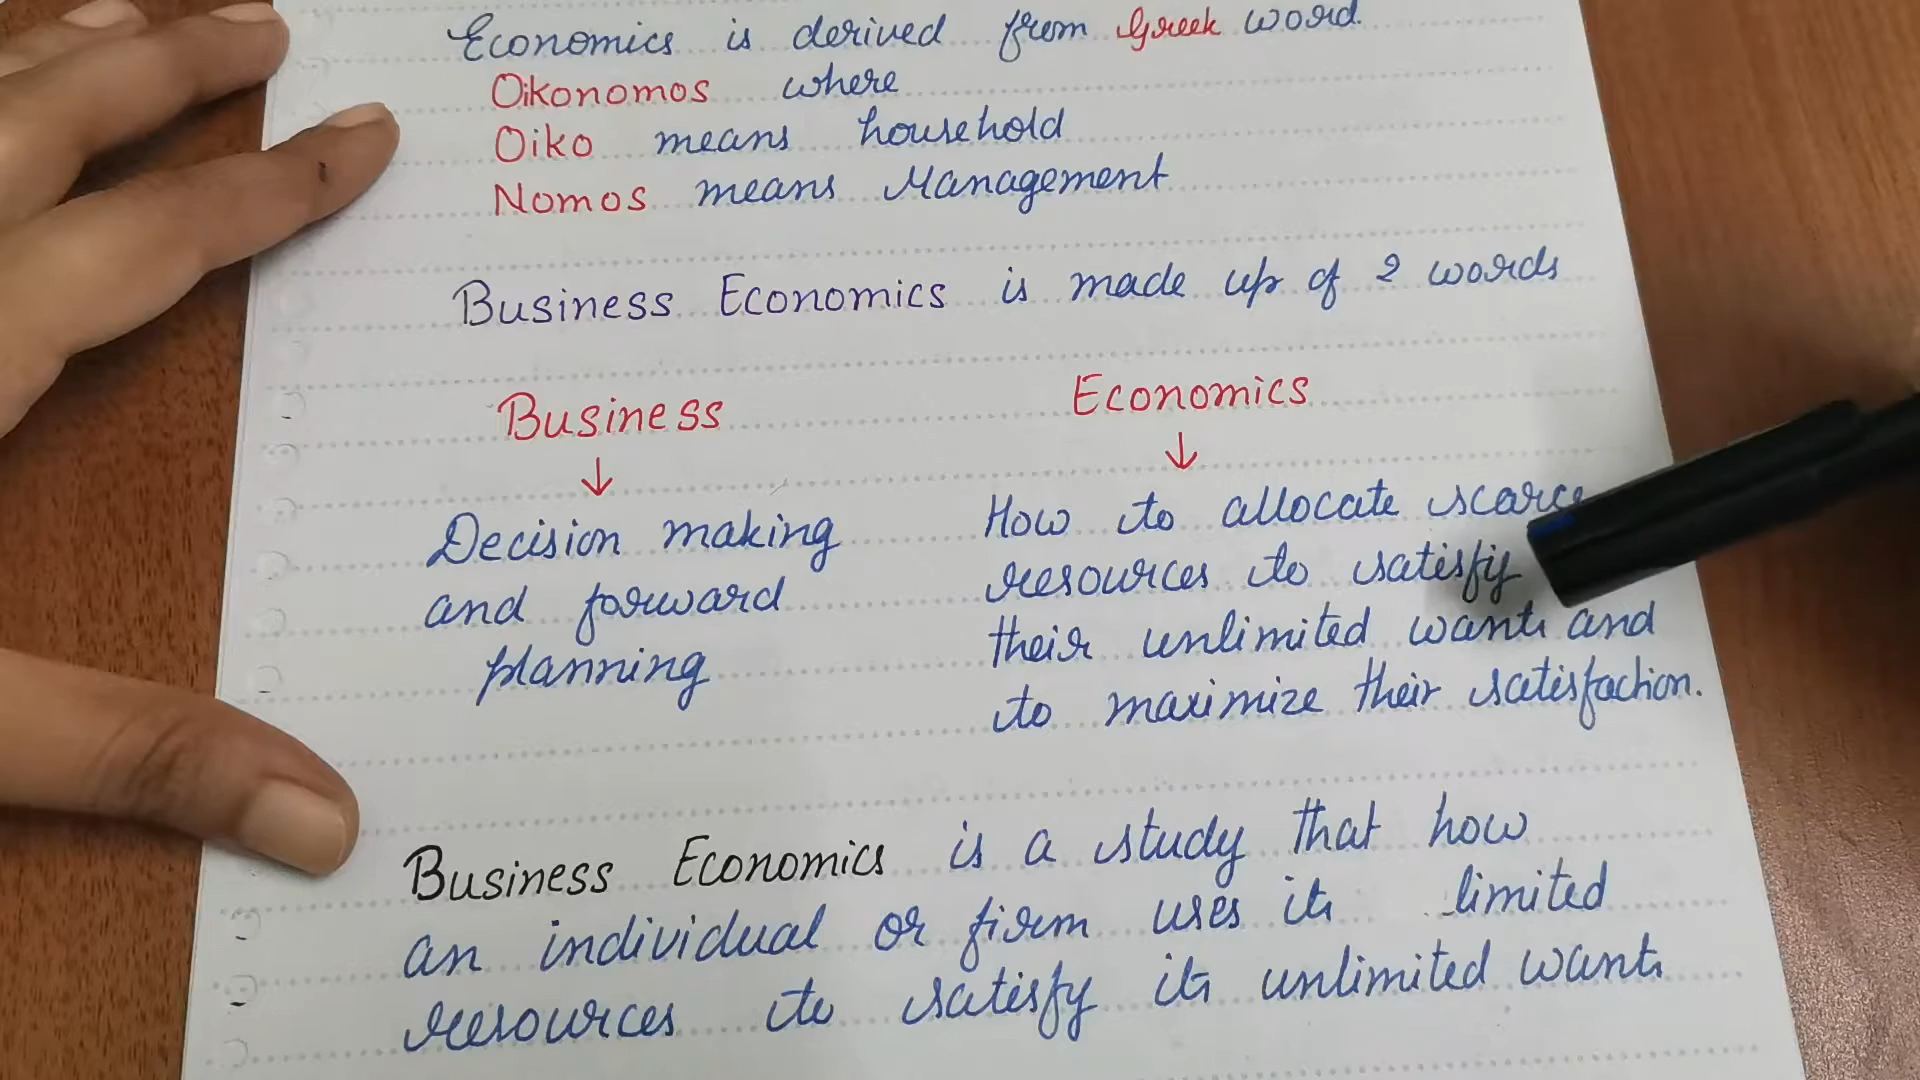 Economics is derived from Greek word.
Oikonomos where
Oiko means household
Nomos means Management
Business Economics is made up of 2 words
Business Economics
↓ ↓
Decision making How to allocate scarce
and forward resources to satisfy
planning their unlimited wants and
to maximize their satisfaction.
Business Economics is a study that how
an individual or firm uses its limited
resources to satisfy its unlimited wants